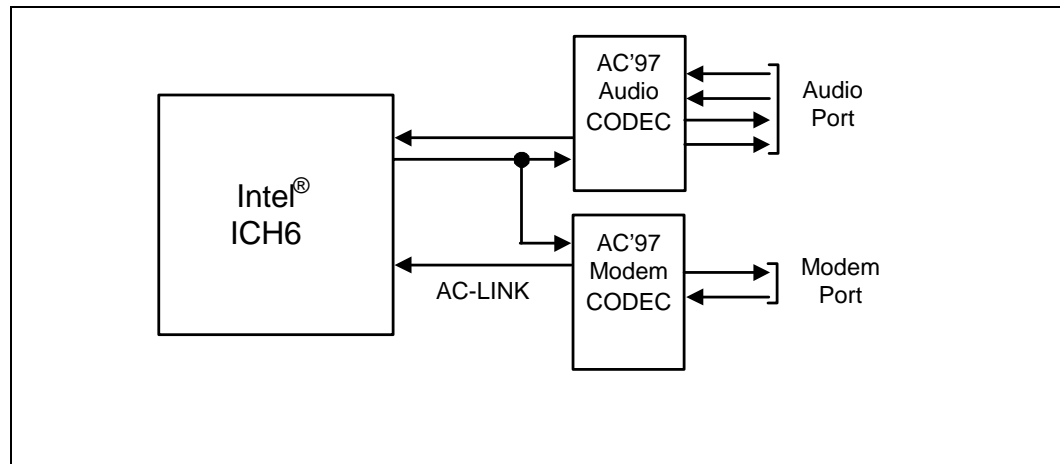 Intel®
ICH6
AC'97
Audio
CODEC
Audio
Port
AC-LINK
AC'97
Modem
CODEC
Modem
Port